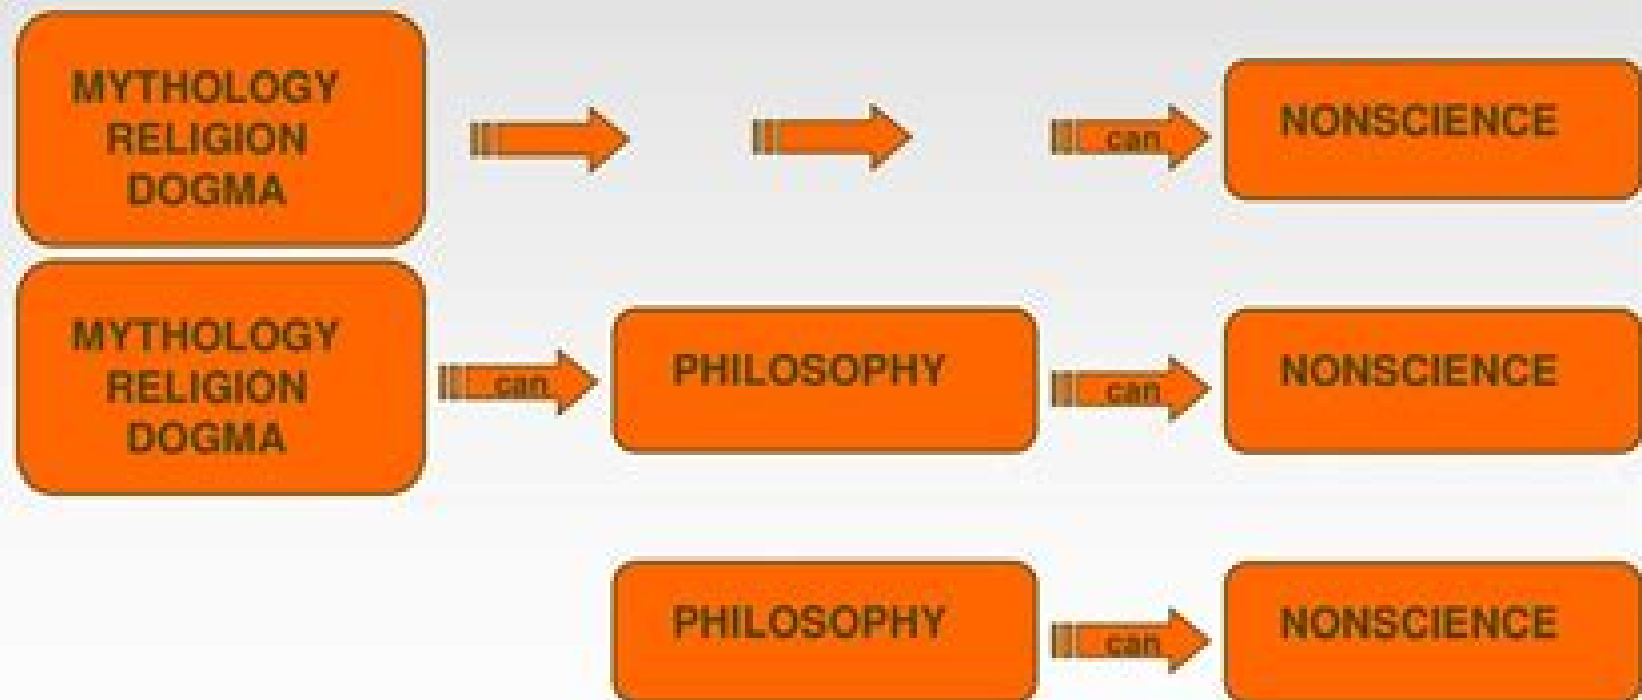 MYTHOLOGY
RELIGION
DOGMA
can
NONSCIENCE
MYTHOLOGY
RELIGION
DOGMA
can
PHILOSOPHY
can
NONSCIENCE
PHILOSOPHY
can
NONSCIENCE